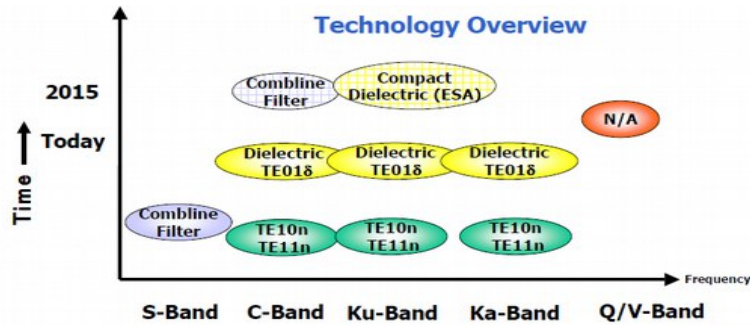 Technology Overview
2015
Combline
Filter
Compact
Dielectric (ESA)
N/A
Today
Dielectric
TE01δ
Dielectric
TE01δ
Dielectric
TE01δ
Time
Combline
Filter
TE10n
TE11n
TE10n
TE11n
TE10n
TE11n
Frequency
S-Band
C-Band
Ku-Band
Ka-Band
Q/V-Band